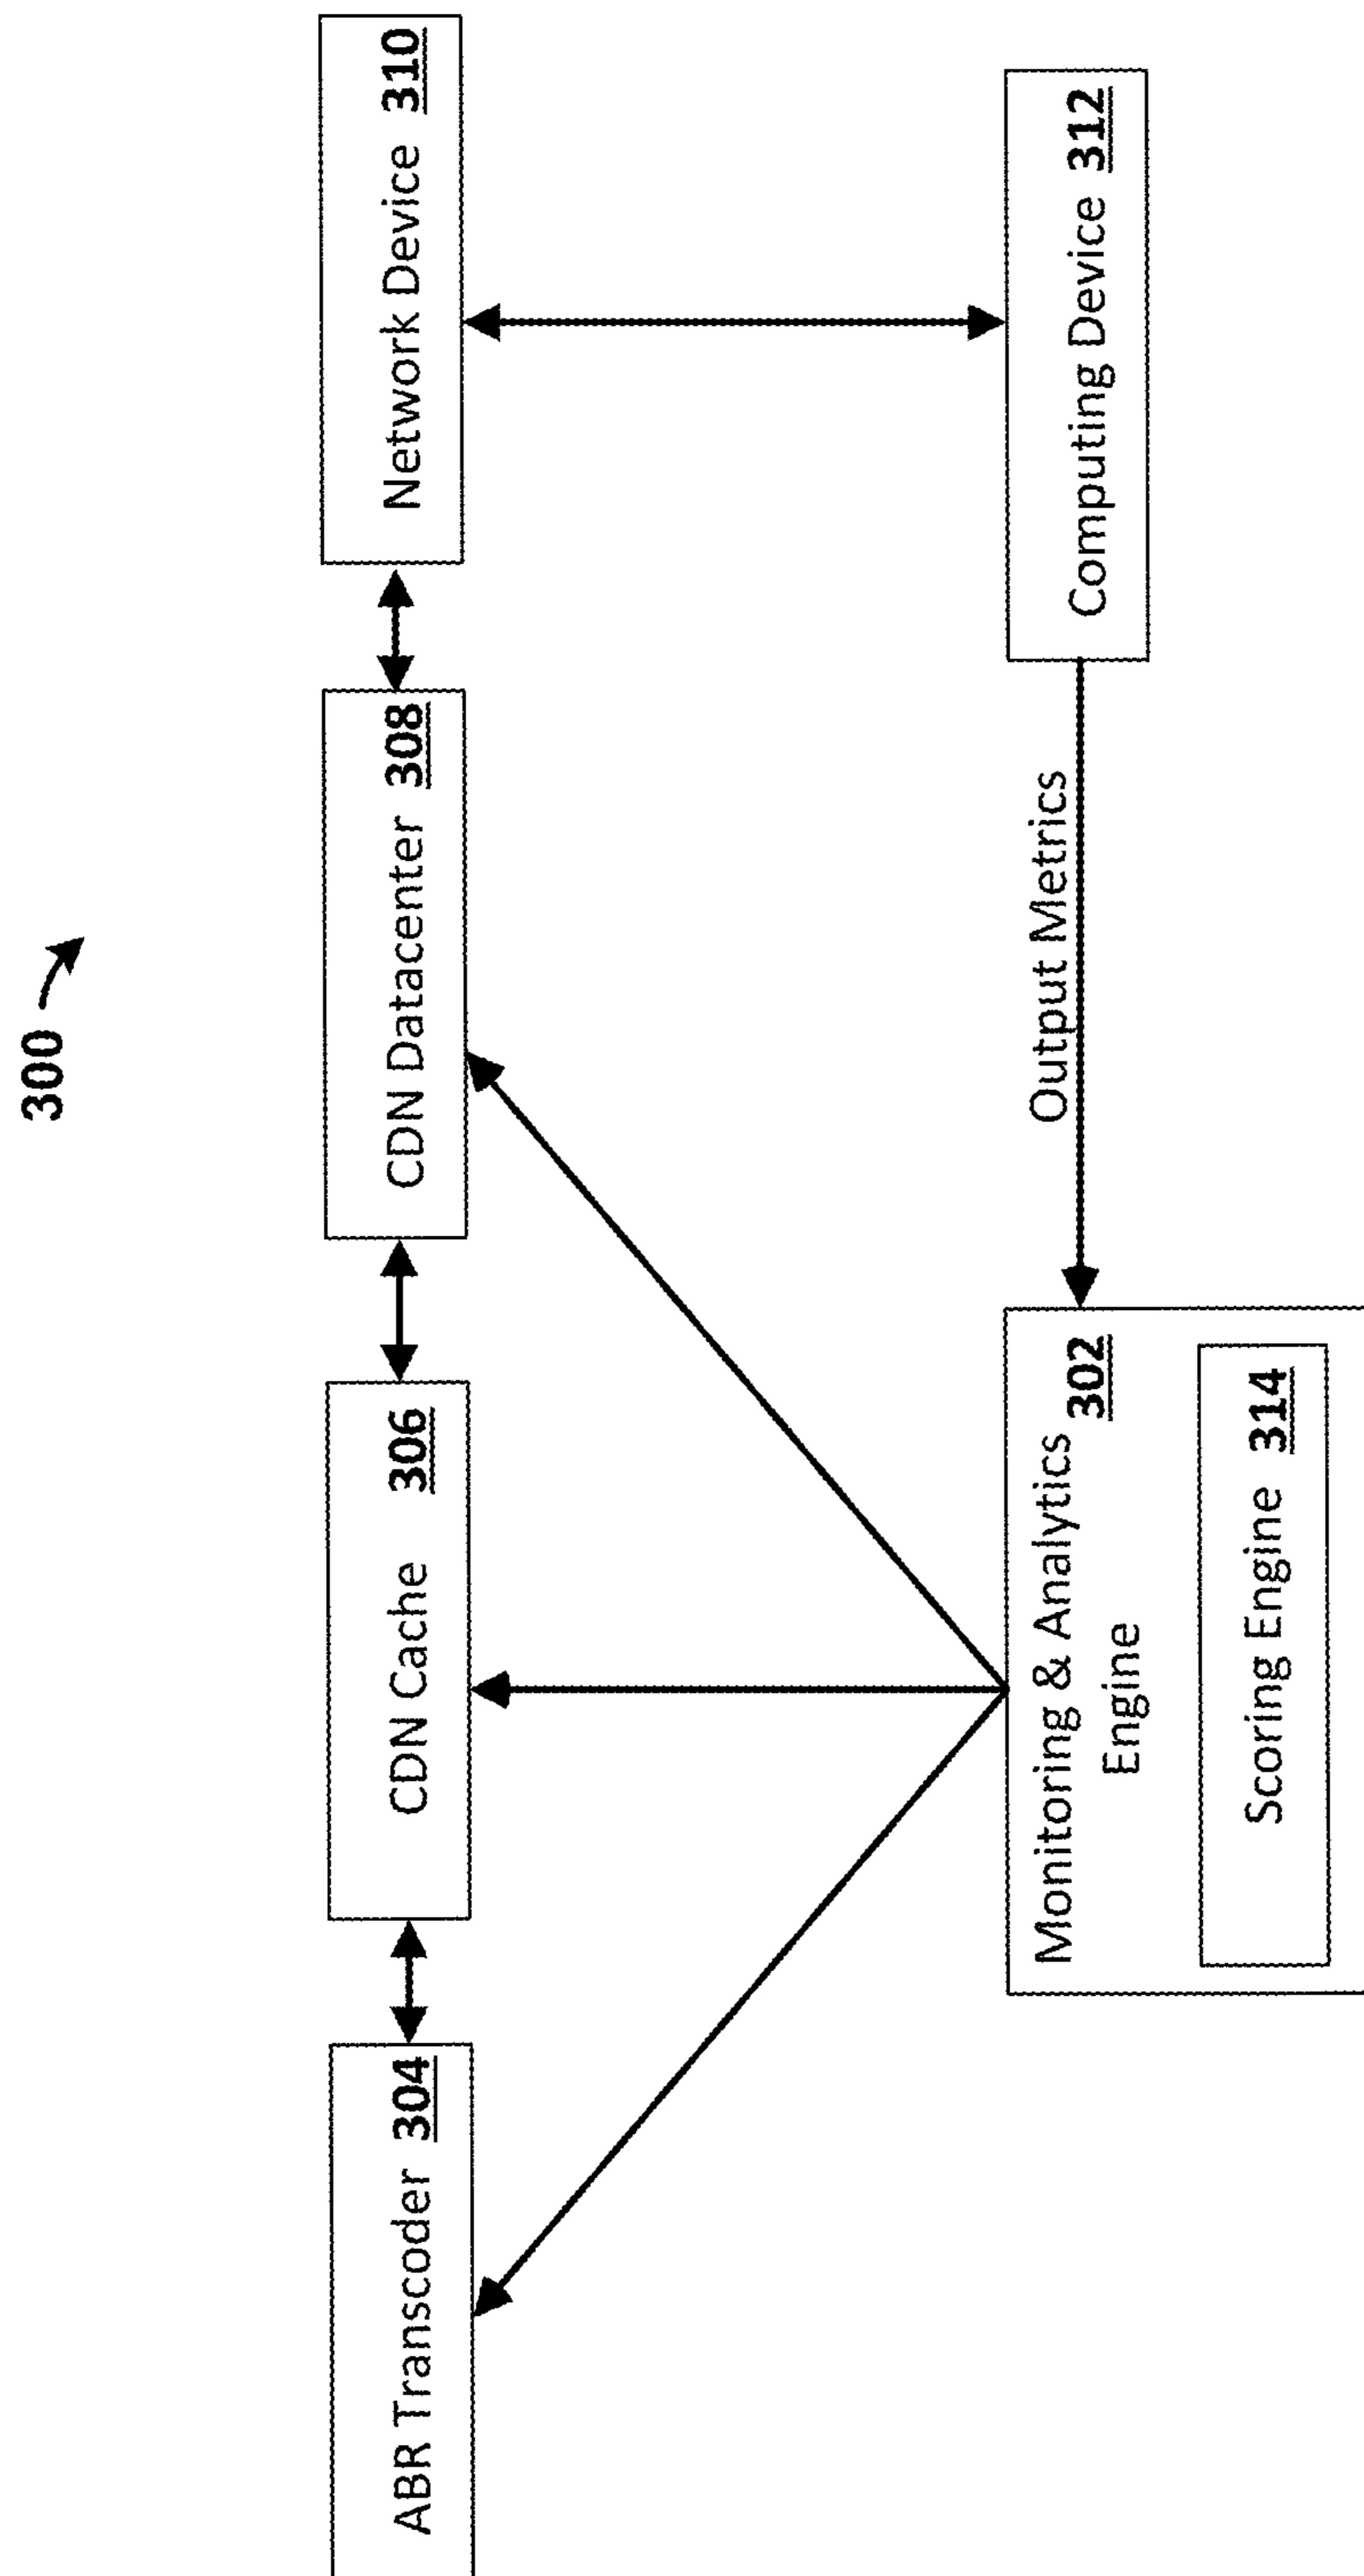 300
ABR Transcoder 304
CDN Cache 306
CDN Datacenter 308
Network Device 310
Monitoring & Analytics
Engine 302
Scoring Engine 314
Output Metrics
Computing Device 312